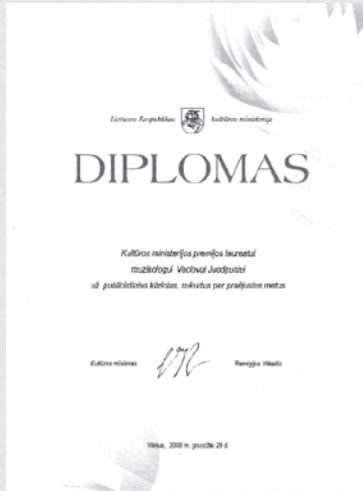 Lietuvos Respublikos kultūros ministerija
DIPLOMAS
Kultūros ministerijos premijos laureatui
muzikologui Vaclovui Juodpusiui
už publicistinius kūrinius, sukurtus per praėjusius metus
Kultūros ministras Remigijus Vilkaitis
Vilnius, 2008 m. gruodžio 29 d.